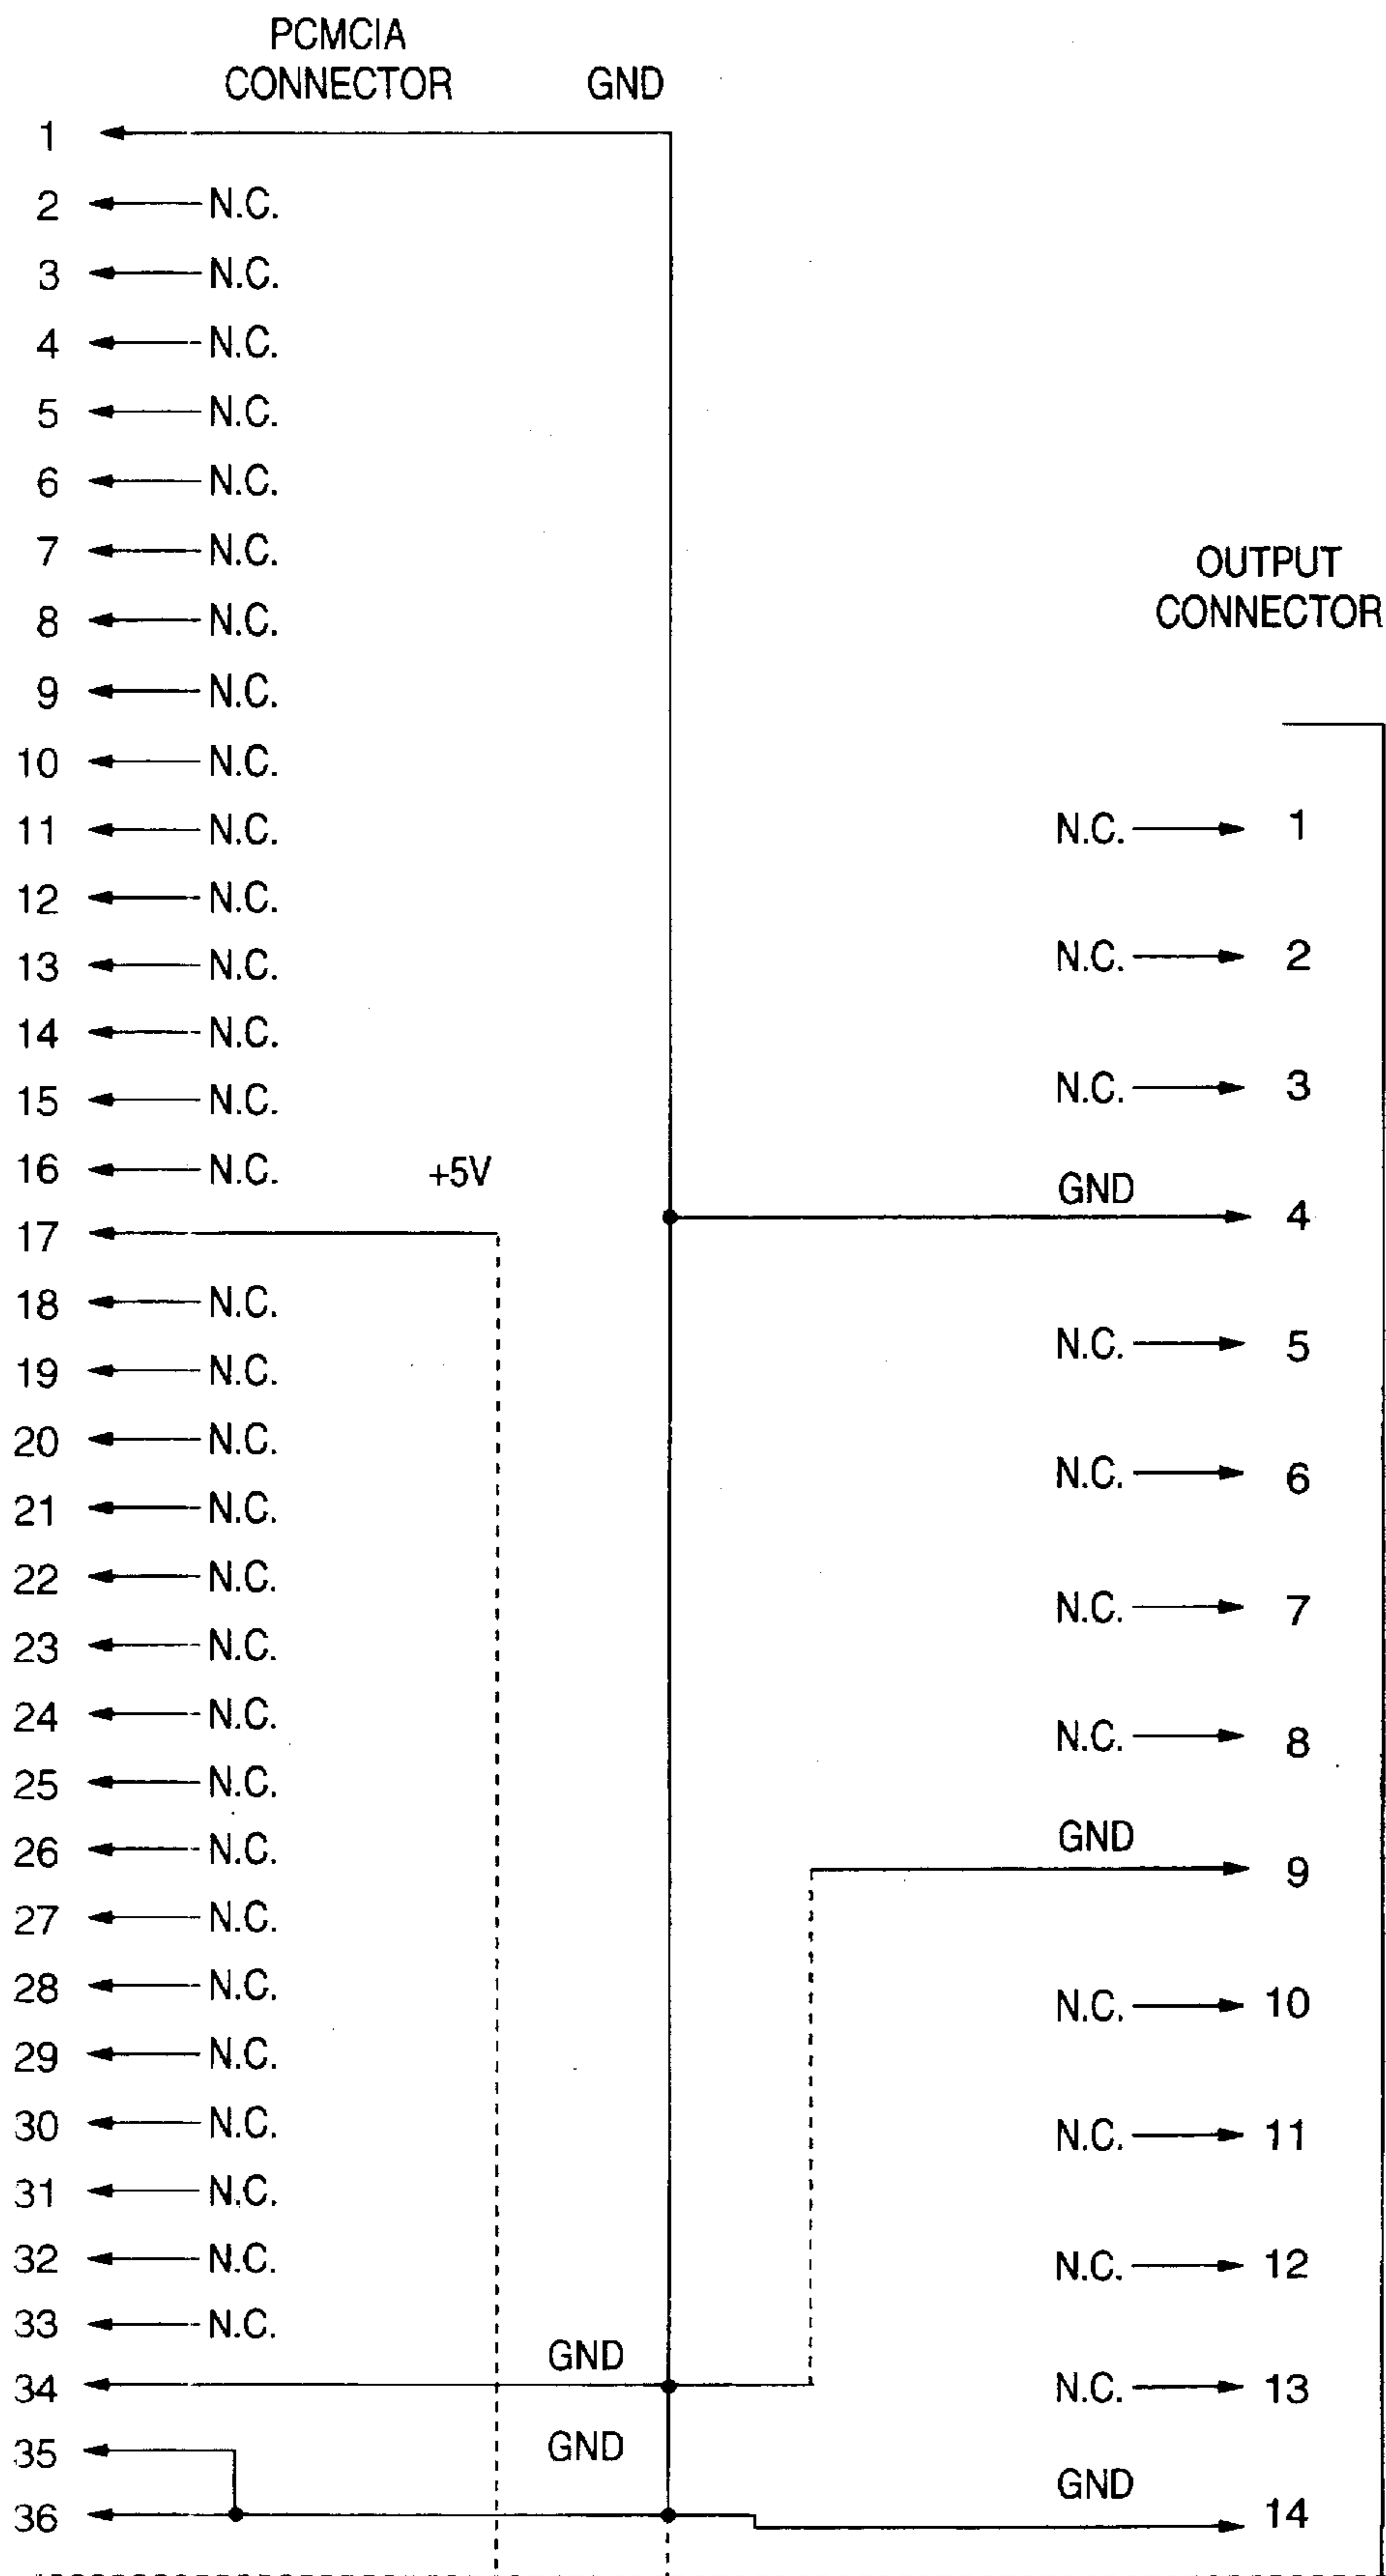 PCMCIA
CONNECTOR
GND
1
2 N.C.
3 N.C.
4 N.C.
5 N.C.
6 N.C.
7 N.C.
8 N.C.
9 N.C.
10 N.C.
11 N.C.
12 N.C.
13 N.C.
14 N.C.
15 N.C.
16 N.C. +5V
17
18 N.C.
19 N.C.
20 N.C.
21 N.C.
22 N.C.
23 N.C.
24 N.C.
25 N.C.
26 N.C.
27 N.C.
28 N.C.
29 N.C.
30 N.C.
31 N.C.
32 N.C.
33 N.C.
34 GND
35 GND
36
OUTPUT
CONNECTOR
N.C. 1
N.C. 2
N.C. 3
GND 4
N.C. 5
N.C. 6
N.C. 7
N.C. 8
GND 9
N.C. 10
N.C. 11
N.C. 12
N.C. 13
GND 14